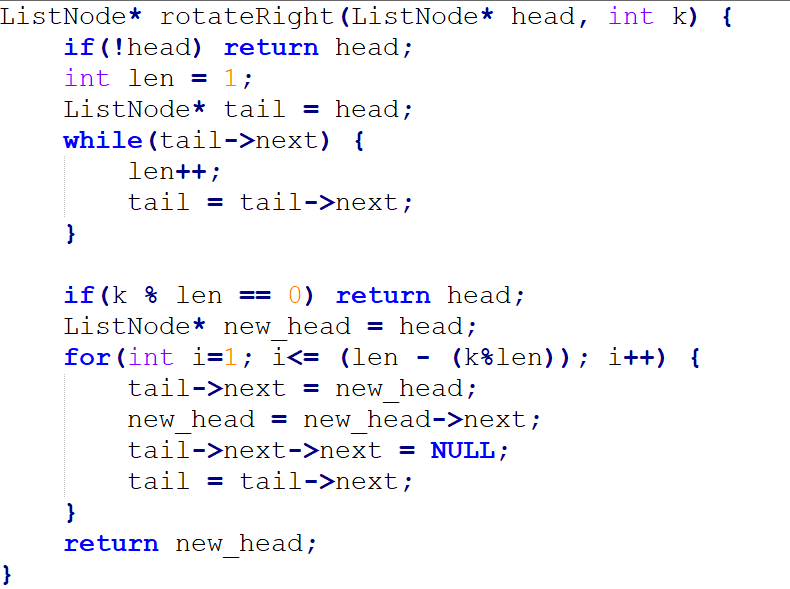 ListNode* rotateRight(ListNode* head, int k) {
    if(!head) return head;
    int len = 1;
    ListNode* tail = head;
    while(tail->next) {
        len++;
        tail = tail->next;
    }

    if(k % len == 0) return head;
    ListNode* new_head = head;
    for(int i=1; i<= (len - (k%len)); i++) {
        tail->next = new_head;
        new_head = new_head->next;
        tail->next->next = NULL;
        tail = tail->next;
    }
    return new_head;
}